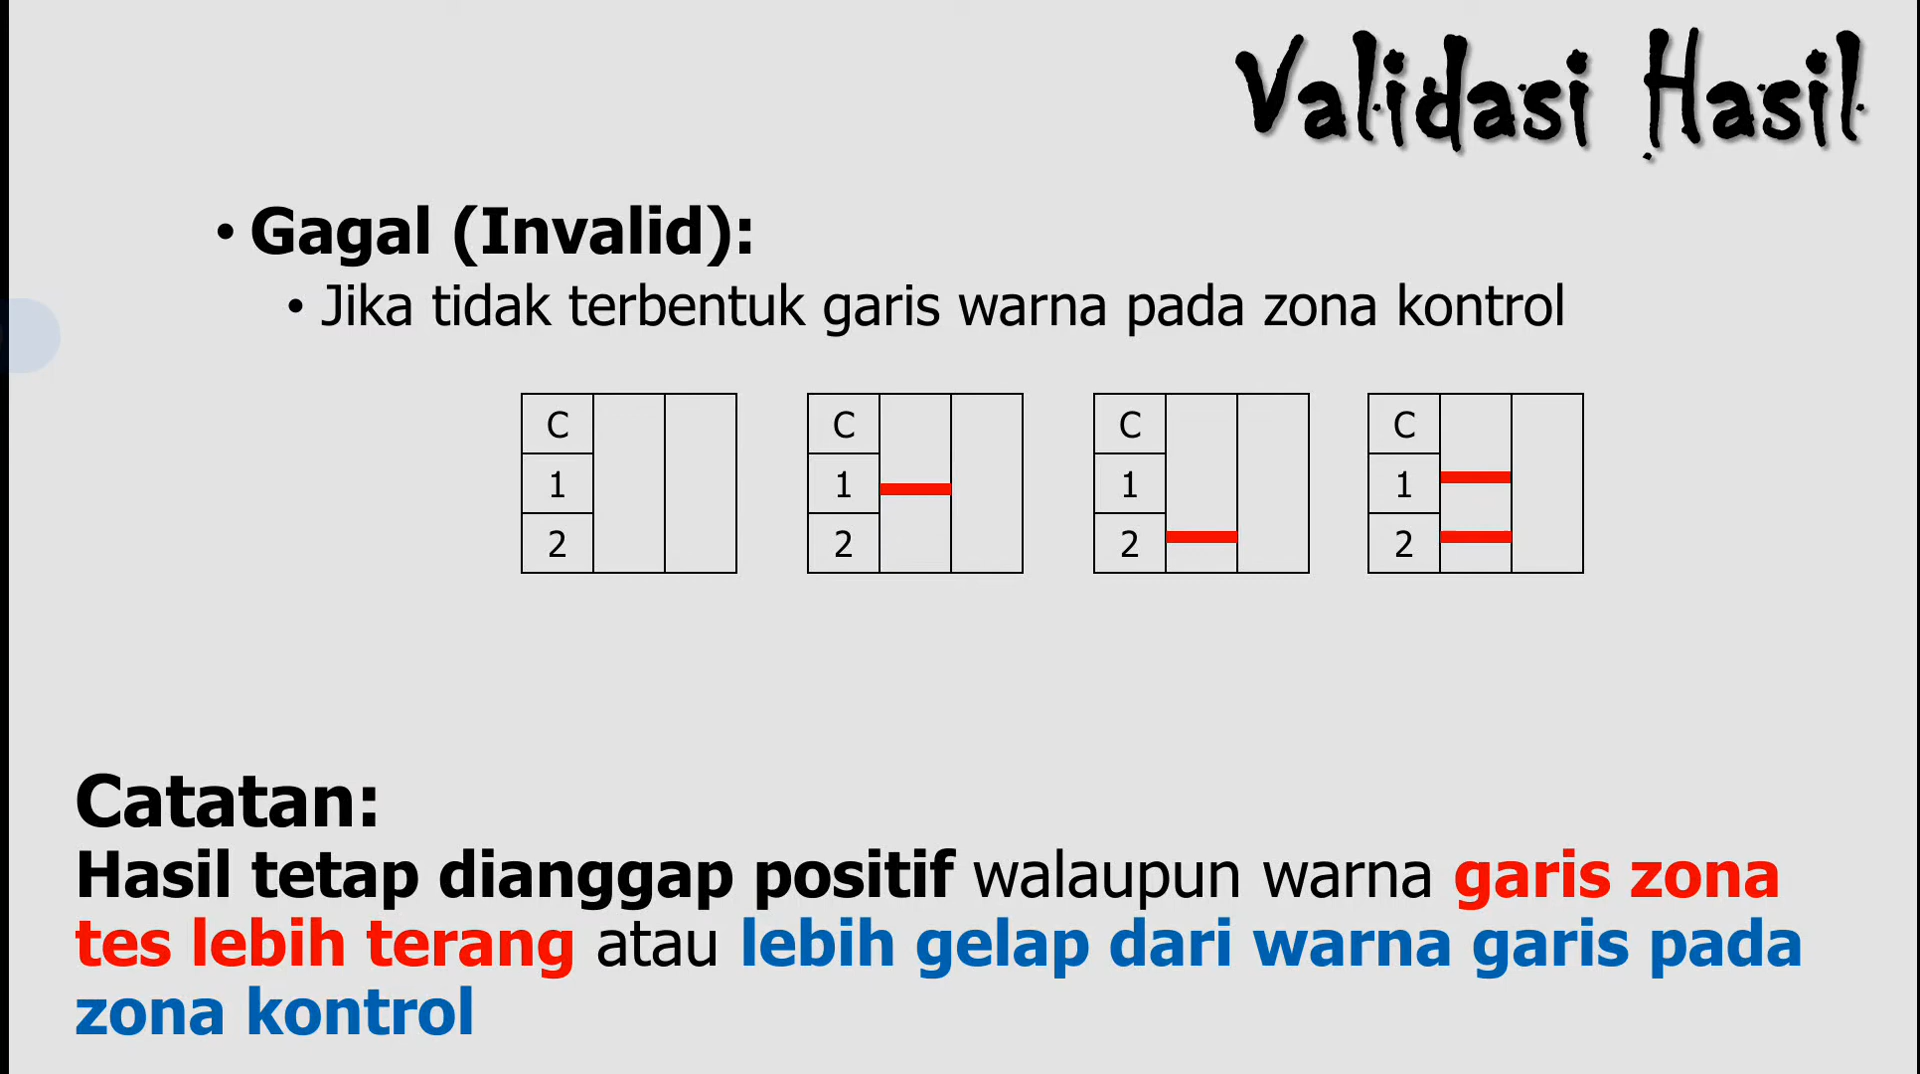 Validasi Hasil
• Gagal (Invalid):
• Jika tidak terbentuk garis warna pada zona kontrol
C C C C
1 1 1 1
2 2 2 2
Catatan:
Hasil tetap dianggap positif walaupun warna garis zona
tes lebih terang atau lebih gelap dari warna garis pada
zona kontrol